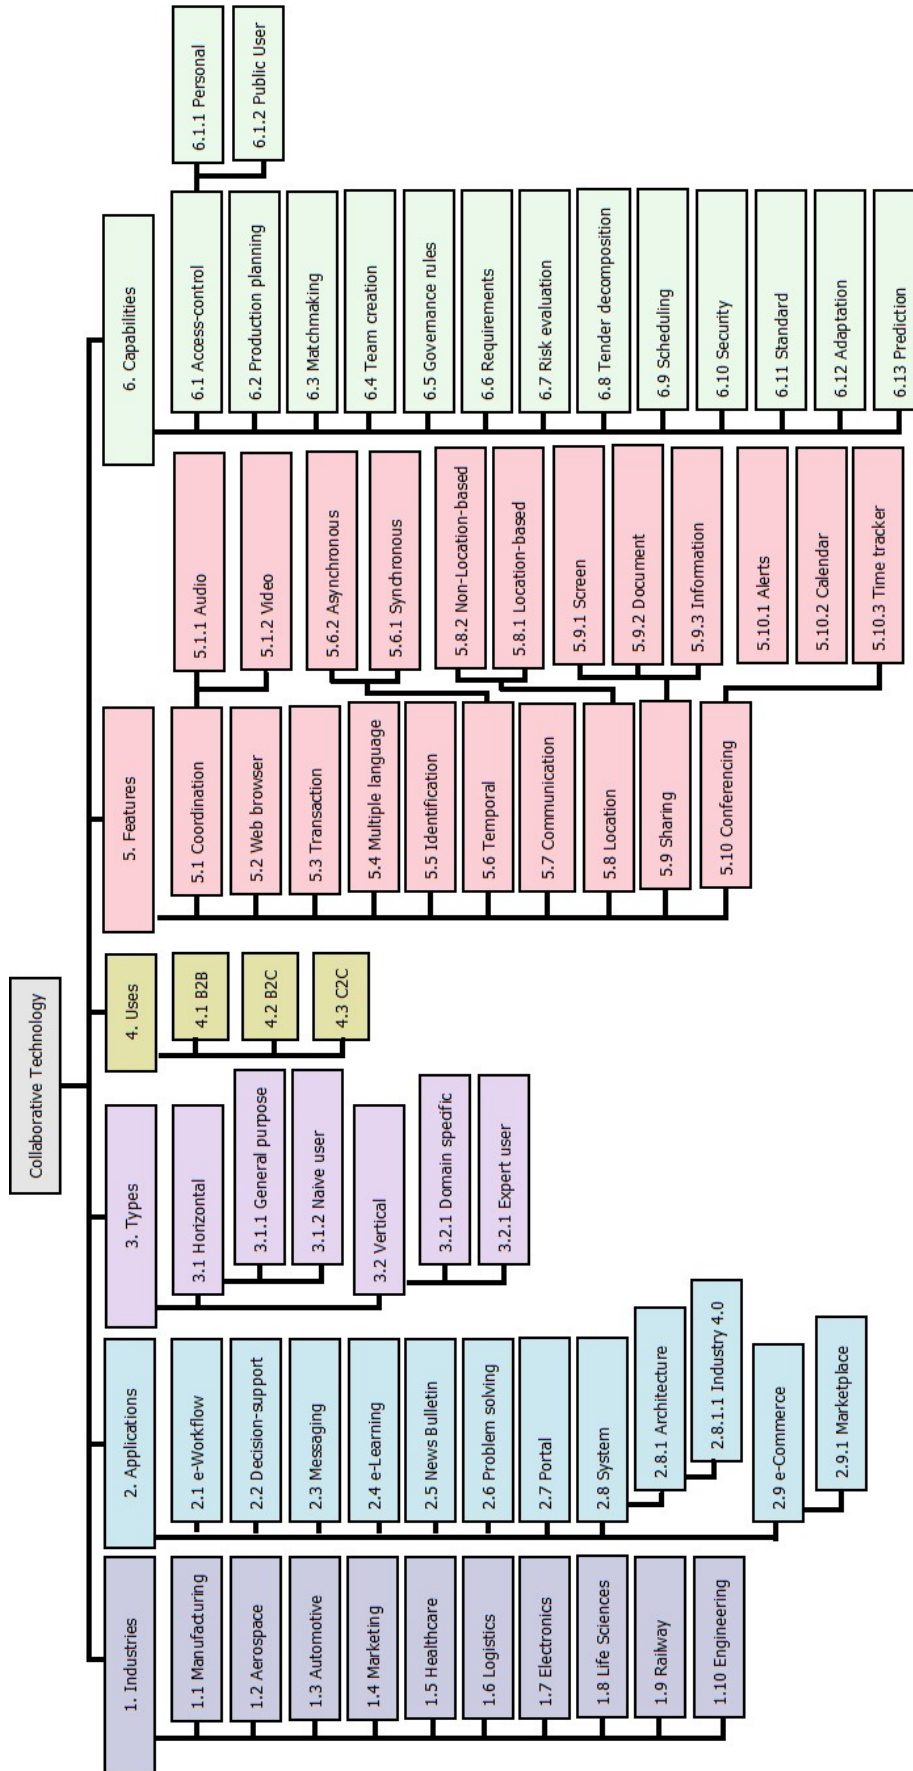 Collaborative Technology
1. Industries
1.1 Manufacturing
1.2 Aerospace
1.3 Automotive
1.4 Marketing
1.5 Healthcare
1.6 Logistics
1.7 Electronics
1.8 Life Sciences
1.9 Railway
1.10 Engineering
2. Applications
2.1 e-Workflow
2.2 Decision-support
2.3 Messaging
2.4 e-Learning
2.5 News Bulletin
2.6 Problem solving
2.7 Portal
2.8 System
2.8.1 Architecture
2.8.1.1 Industry 4.0
2.9 e-Commerce
2.9.1 Marketplace
3. Types
3.1 Horizontal
3.1.1 General purpose
3.1.2 Naive user
3.2 Vertical
3.2.1 Domain specific
3.2.1 Expert user
4. Uses
4.1 B2B
4.2 B2C
4.3 C2C
5. Features
5.1 Coordination
5.1.1 Audio
5.1.2 Video
5.2 Web browser
5.3 Transaction
5.4 Multiple language
5.5 Identification
5.6 Temporal
5.6.2 Asynchronous
5.6.1 Synchronous
5.7 Communication
5.8 Location
5.8.2 Non-Location-based
5.8.1 Location-based
5.9 Sharing
5.9.1 Screen
5.9.2 Document
5.9.3 Information
5.10 Conferencing
5.10.1 Alerts
5.10.2 Calendar
5.10.3 Time tracker
6. Capabilities
6.1 Access-control
6.1.1 Personal
6.1.2 Public User
6.2 Production planning
6.3 Matchmaking
6.4 Team creation
6.5 Governance rules
6.6 Requirements
6.7 Risk evaluation
6.8 Tender decomposition
6.9 Scheduling
6.10 Security
6.11 Standard
6.12 Adaptation
6.13 Prediction